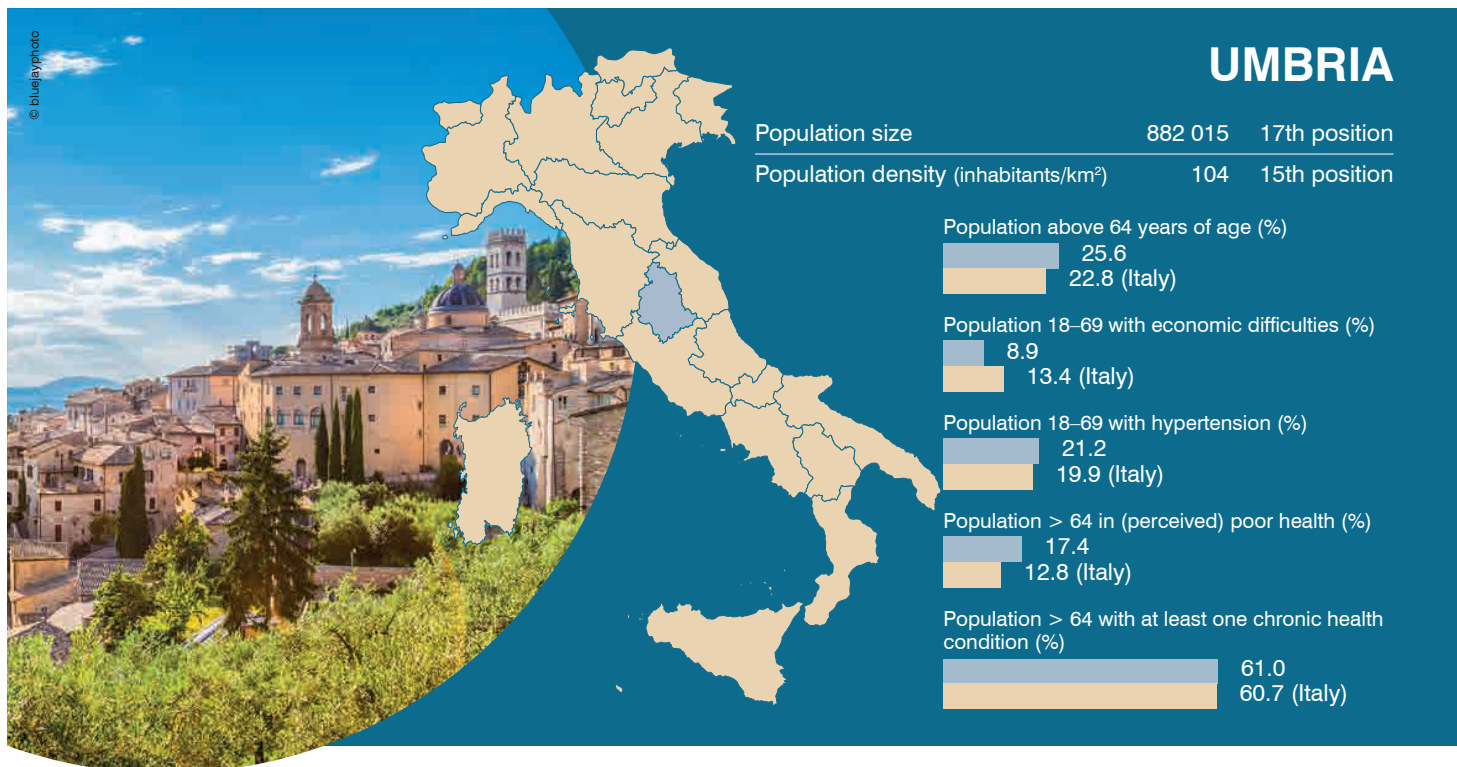 © bluejayphoto
UMBRIA
Population size 882 015 17th position
Population density (inhabitants/km²) 104 15th position
Population above 64 years of age (%)
25.6
22.8 (Italy)
Population 18–69 with economic difficulties (%)
8.9
13.4 (Italy)
Population 18–69 with hypertension (%)
21.2
19.9 (Italy)
Population > 64 in (perceived) poor health (%)
17.4
12.8 (Italy)
Population > 64 with at least one chronic health
condition (%)
61.0
60.7 (Italy)